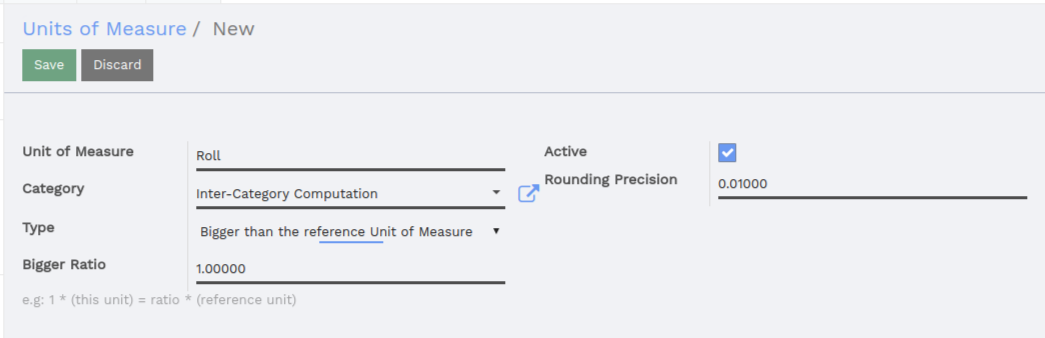 Units of Measure / New
Save Discard
Unit of Measure Roll
Category Inter-Category Computation
Type Bigger than the reference Unit of Measure
Bigger Ratio 1.00000
e.g: 1 * (this unit) = ratio * (reference unit)
Active
Rounding Precision 0.01000